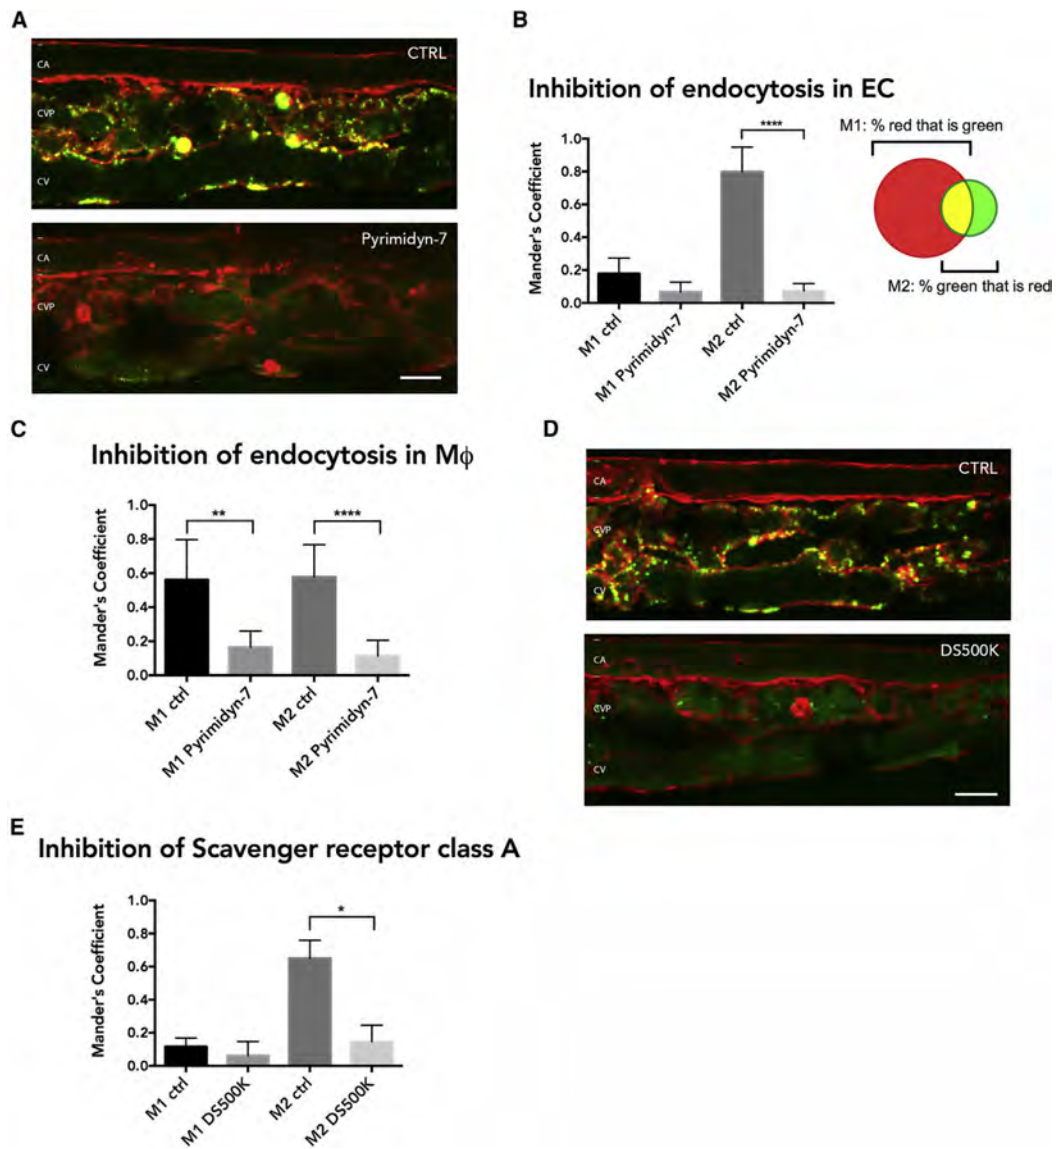 A
CTRL
CA
CVP
CV
Pyrimidyn-7
CA
CVP
CV
B
Inhibition of endocytosis in EC
Mander's Coefficient
1.0
0.8
0.6
0.4
0.2
0.0
****
M1 ctrl
M1 Pyrimidyn-7
M2 ctrl
M2 Pyrimidyn-7
M1: % red that is green
M2: % green that is red
C
Inhibition of endocytosis in Mϕ
Mander's Coefficient
1.0
0.8
0.6
0.4
0.2
0.0
**
****
M1 ctrl
M1 Pyrimidyn-7
M2 ctrl
M2 Pyrimidyn-7
D
CTRL
CA
CVP
CV
DS500K
CA
CVP
CV
E
Inhibition of Scavenger receptor class A
Mander's Coefficient
1.0
0.8
0.6
0.4
0.2
0.0
*
M1 ctrl
M1 DS500K
M2 ctrl
M2 DS500K